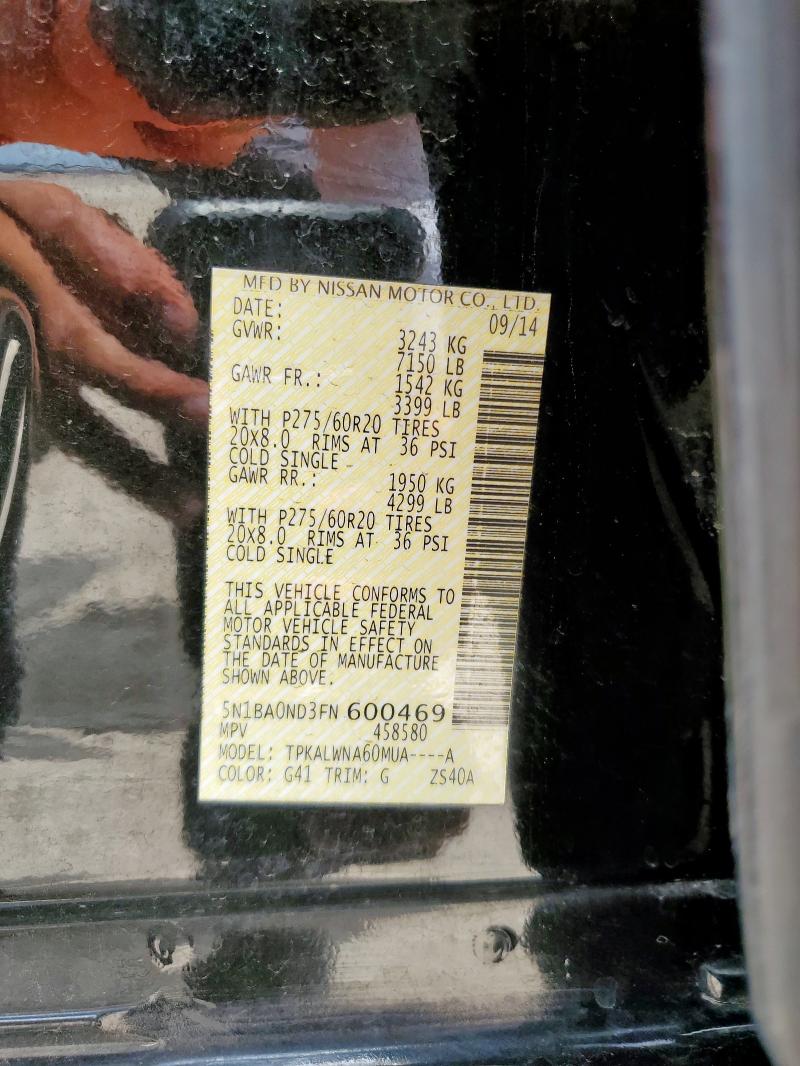 MFD BY NISSAN MOTOR CO., LTD.
DATE: 09/14
GVWR: 3243 KG
7150 LB
GAWR FR.: 1542 KG
3399 LB
WITH P275/60R20 TIRES
20X8.0 RIMS AT 36 PSI
COLD SINGLE
GAWR RR.: 1950 KG
4299 LB
WITH P275/60R20 TIRES
20X8.0 RIMS AT 36 PSI
COLD SINGLE
THIS VEHICLE CONFORMS TO
ALL APPLICABLE FEDERAL
MOTOR VEHICLE SAFETY
STANDARDS IN EFFECT ON
THE DATE OF MANUFACTURE
SHOWN ABOVE.
5N1BA0ND3FN 600469
MPV 458580
MODEL: TPKALWNA60MUA----A
COLOR: G41 TRIM: G ZS40A